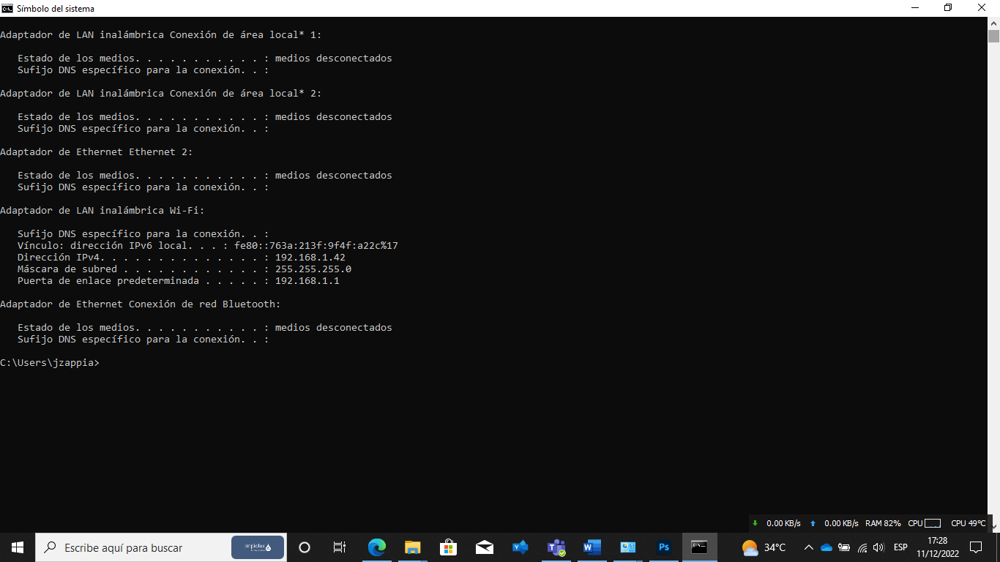 Símbolo del sistema
Adaptador de LAN inalámbrica Conexión de área local* 1:
Estado de los medios. . . . . . . . . . . : medios desconectados
Sufijo DNS específico para la conexión. . :
Adaptador de LAN inalámbrica Conexión de área local* 2:
Estado de los medios. . . . . . . . . . . : medios desconectados
Sufijo DNS específico para la conexión. . :
Adaptador de Ethernet Ethernet 2:
Estado de los medios. . . . . . . . . . . : medios desconectados
Sufijo DNS específico para la conexión. . :
Adaptador de LAN inalámbrica Wi-Fi:
Sufijo DNS específico para la conexión. . :
Vínculo: dirección IPv6 local. . . : fe80::763a:213f:9f4f:a22c%17
Dirección IPv4. . . . . . . . . . . . . . : 192.168.1.42
Máscara de subred . . . . . . . . . . . . : 255.255.255.0
Puerta de enlace predeterminada . . . . . : 192.168.1.1
Adaptador de Ethernet Conexión de red Bluetooth:
Estado de los medios. . . . . . . . . . . : medios desconectados
Sufijo DNS específico para la conexión. . :
C:\Users\jzappia>
0.00 KB/s 0.00 KB/s RAM 82% CPU CPU 49ºC
Escribe aquí para buscar
impiolux
34°C
ESP
17:28
11/12/2022